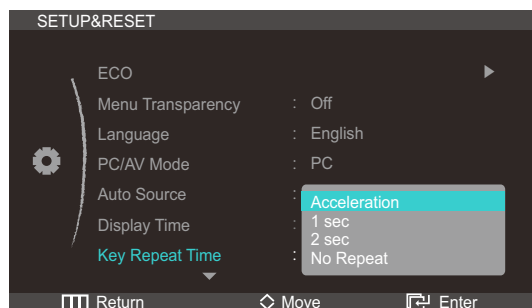 SETUP&RESET
ECO
Menu Transparency : Off
Language : English
PC/AV Mode : PC
Auto Source :
Display Time :
Key Repeat Time :
Acceleration
1 sec
2 sec
No Repeat
Return Move Enter